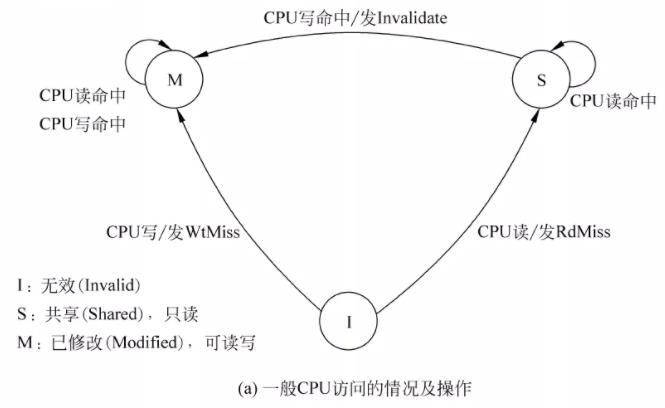 CPU写命中/发Invalidate
M
S
CPU读命中
CPU写命中
CPU读命中
CPU写/发WtMiss
CPU读/发RdMiss
I
I：无效(Invalid)
S：共享(Shared)，只读
M：已修改(Modified)，可读写
(a) 一般CPU访问的情况及操作